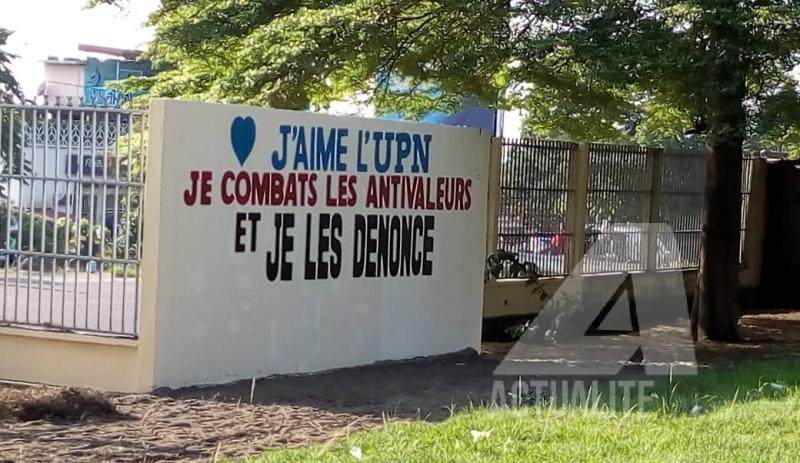 J'AIME L'UPN
JE COMBATS LES ANTIVALEURS
ET JE LES DENONCE
ACTUALITE